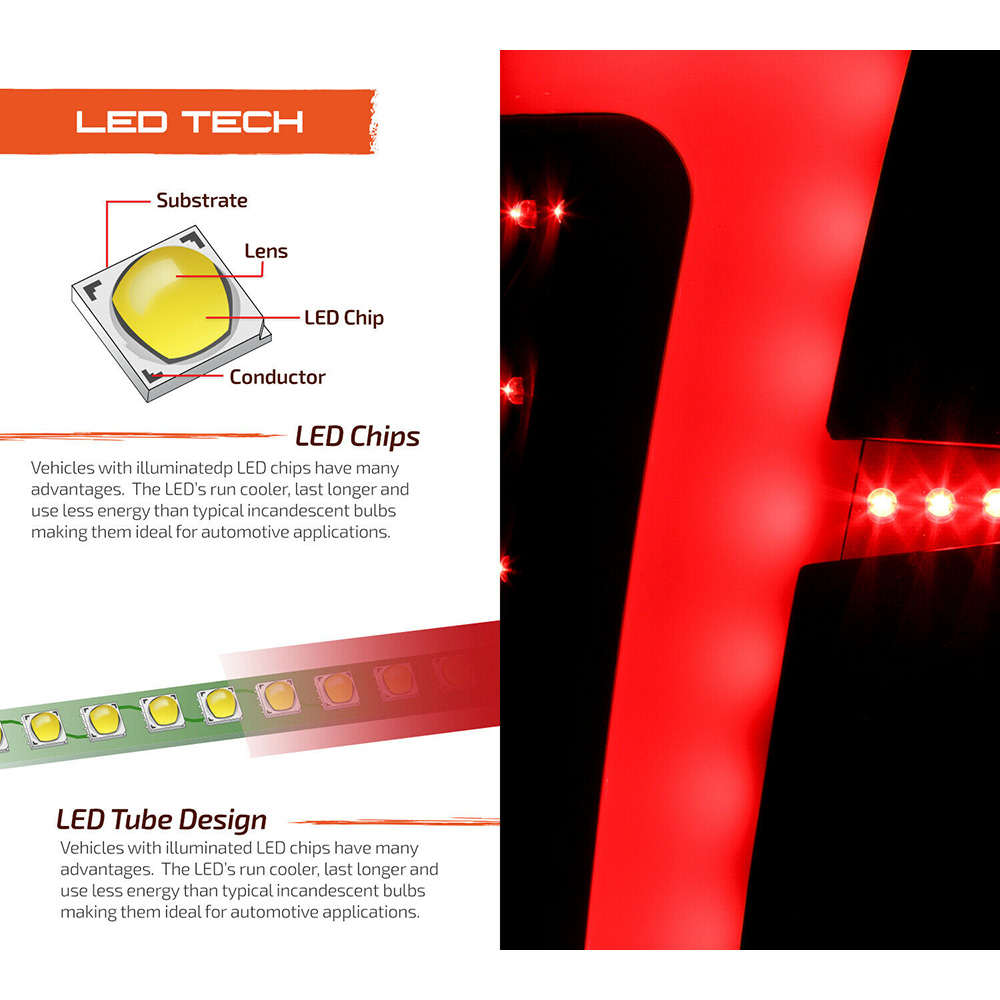 LED TECH
Substrate
Lens
LED Chip
Conductor
LED Chips
Vehicles with illuminatedp LED chips have many
advantages.  The LED's run cooler, last longer and
use less energy than typical incandescent bulbs
making them ideal for automotive applications.
LED Tube Design
Vehicles with illuminated LED chips have many
advantages.  The LED's run cooler, last longer and
use less energy than typical incandescent bulbs
making them ideal for automotive applications.